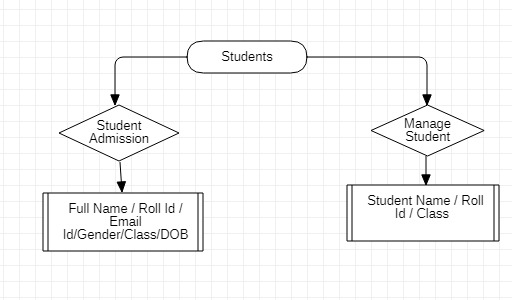 Students
Student
Admission
Manage
Student
Full Name / Roll Id /
Email
Id/Gender/Class/DOB
Student Name / Roll
Id / Class